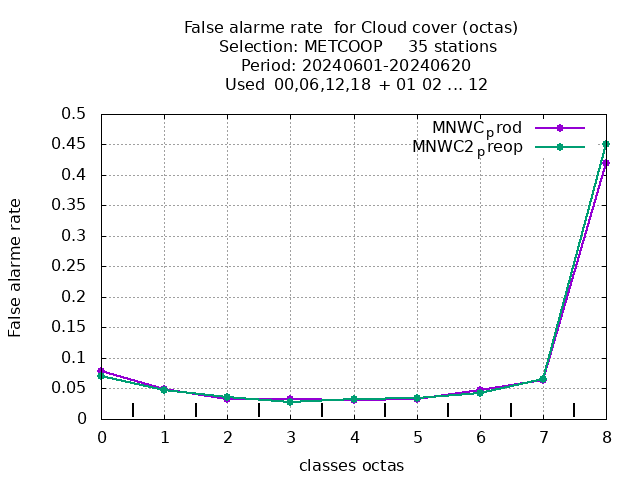 False alarme rate for Cloud cover (octas)
Selection: METCOOP 35 stations
Period: 20240601-20240620
Used 00,06,12,18 + 01 02 ... 12
MNWCprod
MNWC2preop
0.5
0.45
0.4
0.35
0.3
0.25
0.2
0.15
0.1
0.05
0
False alarme rate
0 1 2 3 4 5 6 7 8
classes octas